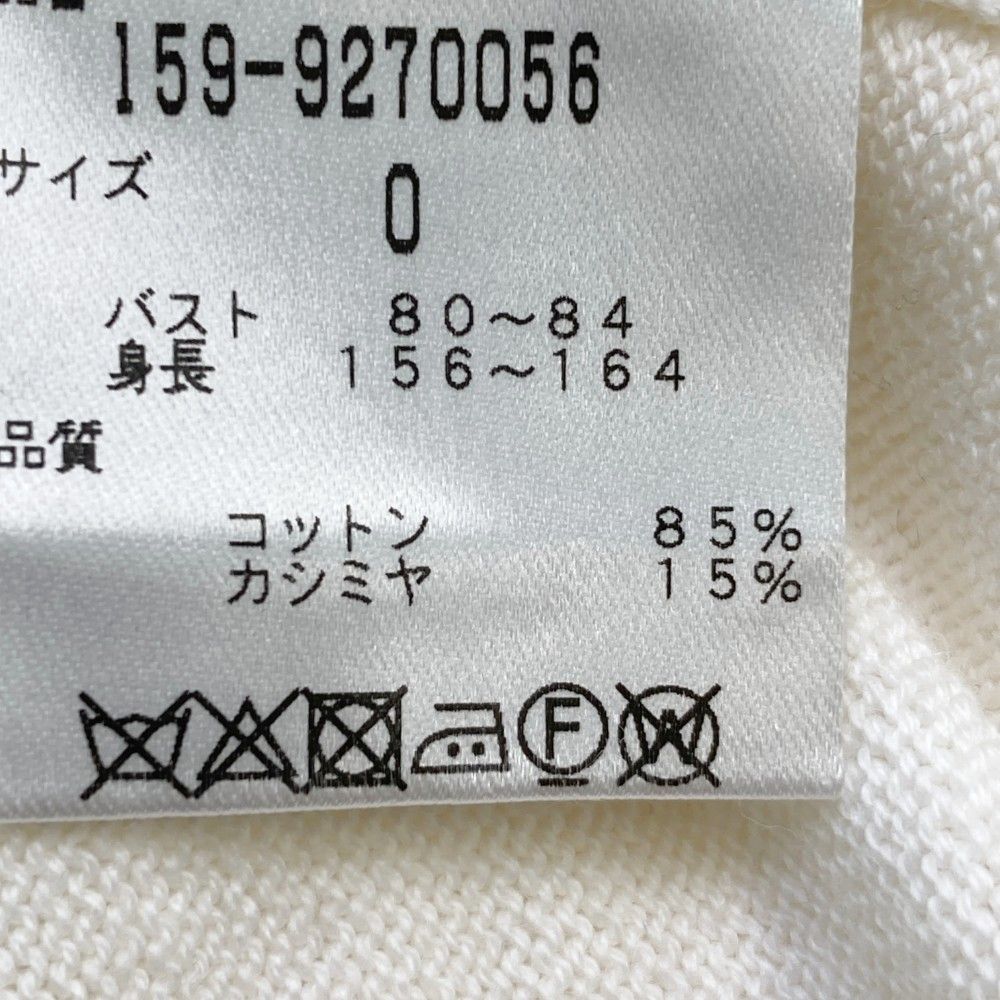 159-9270056
サイズ
0
バスト 80~84
身長 156~164
品質
コットン 85%
カシミヤ 15%
F W